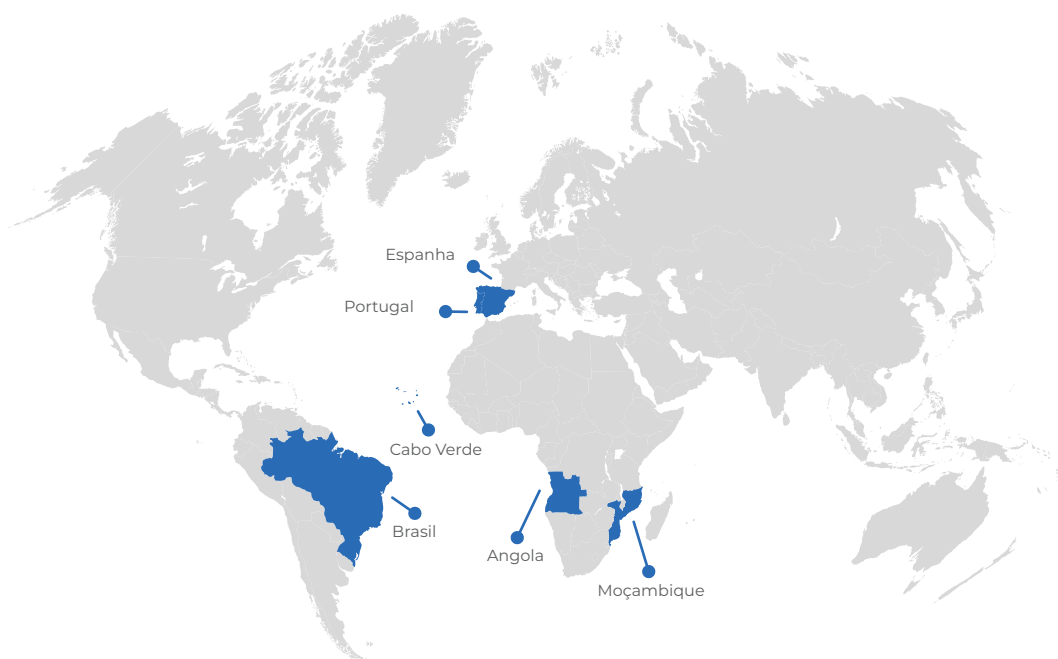 Espanha
Portugal
Cabo Verde
Brasil
Angola
Moçambique